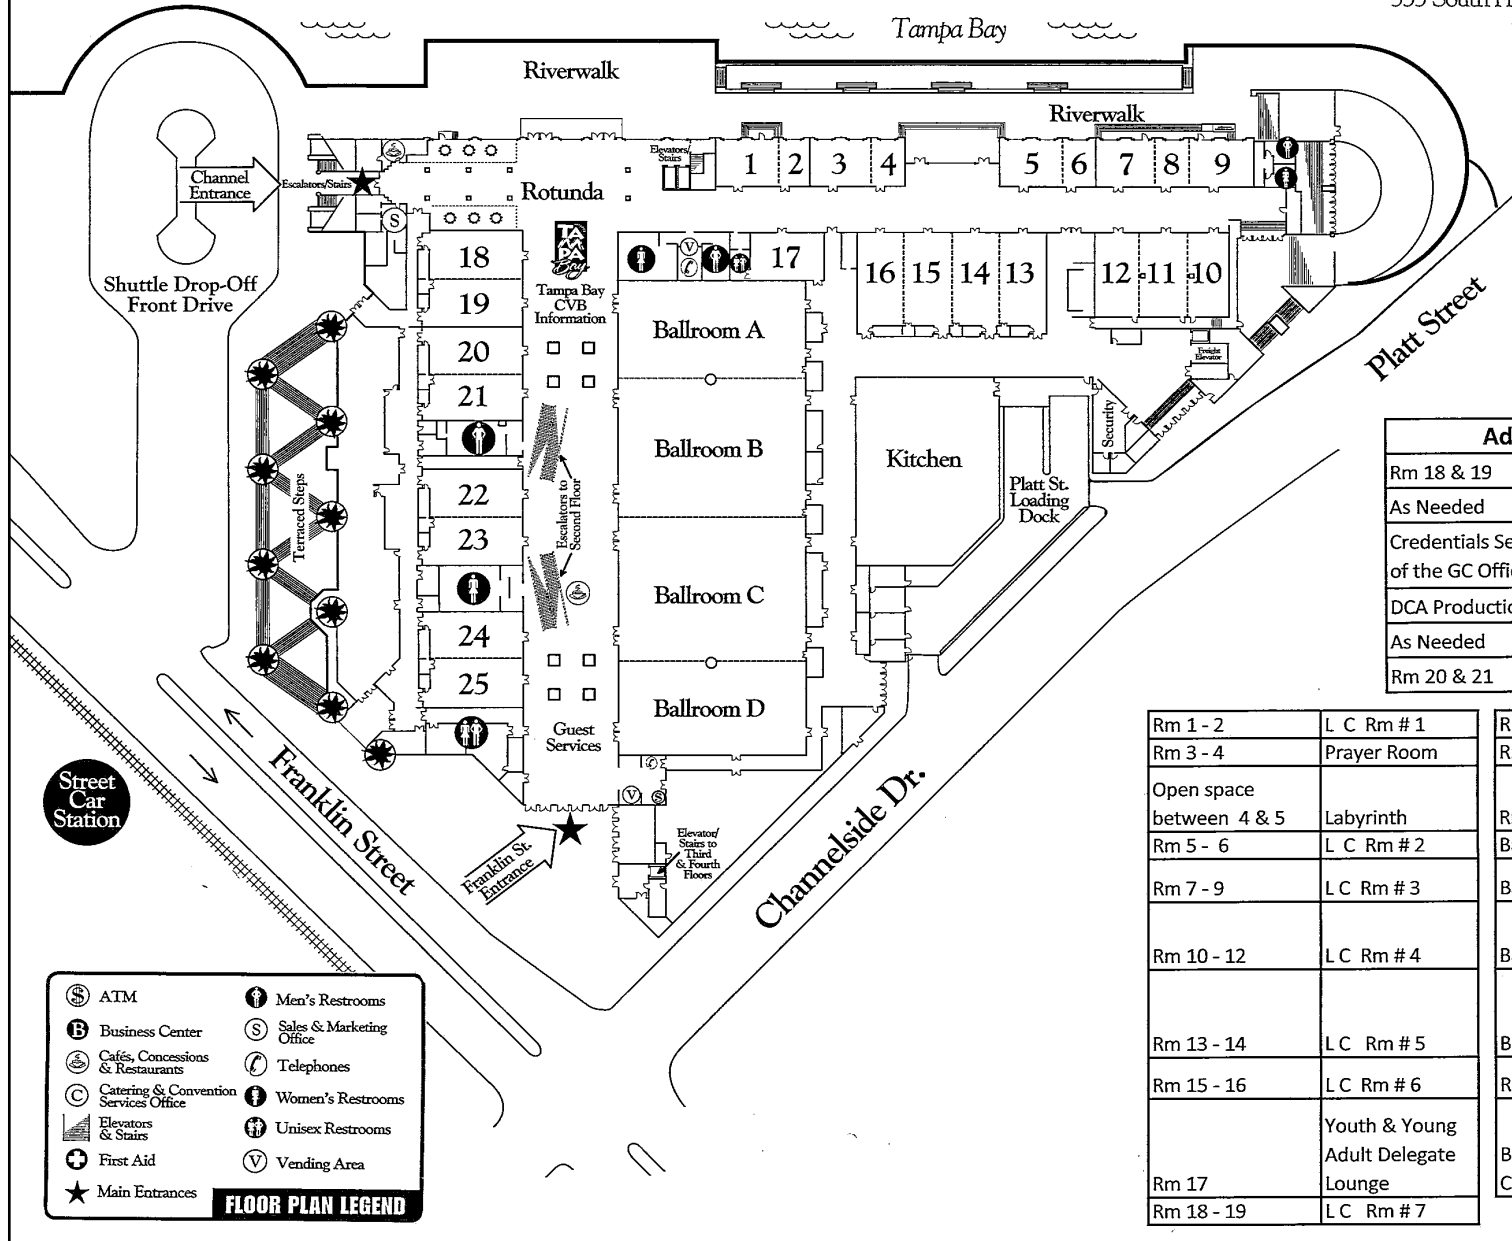 555 South
Tampa Bay
Riverwalk
Riverwalk
Channel
Entrance
Escalators/Stairs
S
Rotunda
Elevators/
Stairs
1
2
3
4
5
6
7
8
9
Shuttle Drop-Off
Front Drive
18
19
20
21
22
23
24
25
TAMPA
Bay
Tampa Bay
CVB
Information
V
17
16
15
14
13
12
11
10
Ballroom A
Ballroom B
Ballroom C
Ballroom D
Escalators to
Second Floor
Terraced Steps
Guest
Services
Kitchen
Platt St.
Loading
Dock
Security
Freight
Elevator
Platt Street
Street
Car
Station
Franklin Street
Franklin St.
Entrance
V
S
Elevator/
Stairs to
Third
& Fourth
Floors
Channelside Dr.
Ad
Rm 18 & 19
As Needed
Credentials Se
of the GC Offi
DCA Productio
As Needed
Rm 20 & 21
Rm 1 - 2 L C Rm # 1 R
Rm 3 - 4 Prayer Room R
Open space
between 4 & 5 Labyrinth R
Rm 5 - 6 L C Rm # 2 B
Rm 7 - 9 L C Rm # 3 B
Rm 10 - 12 L C Rm # 4 B
Rm 13 - 14 L C Rm # 5 B
Rm 15 - 16 L C Rm # 6 R
Youth & Young
Adult Delegate B
Rm 17 Lounge C
Rm 18 - 19 L C Rm # 7
$ ATM
B Business Center
Cafés, Concessions
& Restaurants
C Catering & Convention
Services Office
Elevators
& Stairs
First Aid
Main Entrances
Men's Restrooms
S Sales & Marketing
Office
Telephones
Women's Restrooms
Unisex Restrooms
V Vending Area
FLOOR PLAN LEGEND